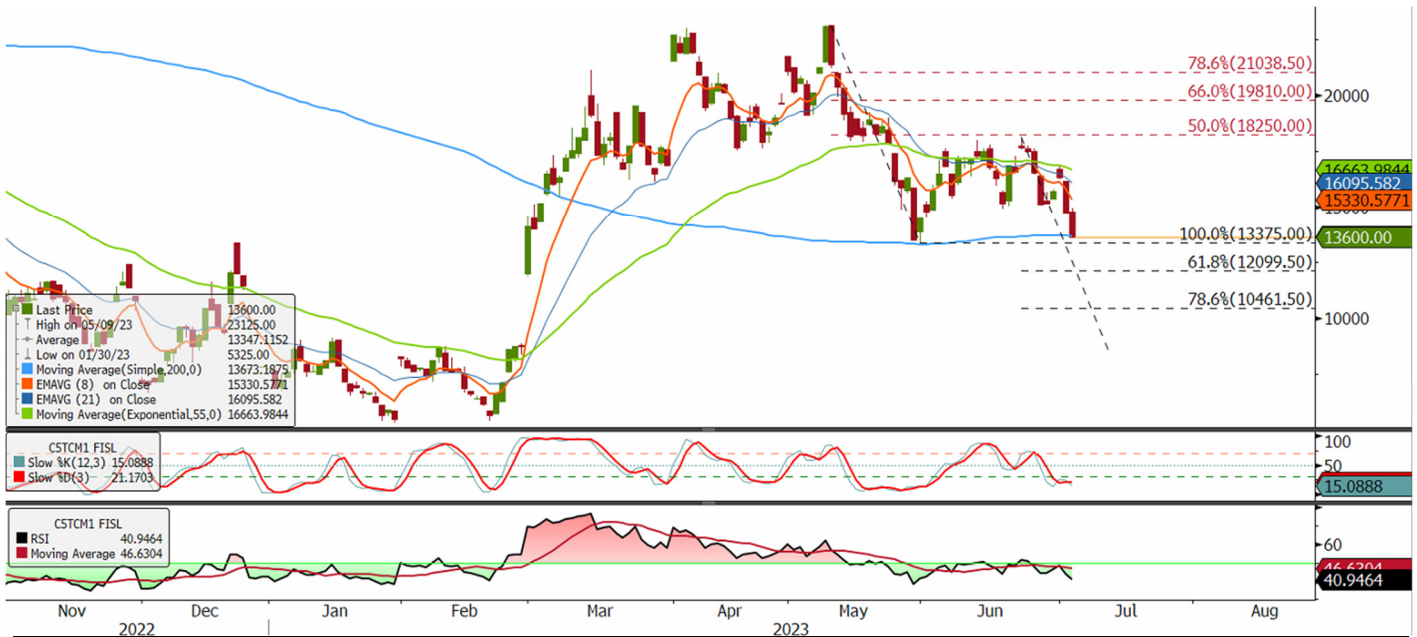 78.6%(21038.50)
66.0%(19810.00)
50.0%(18250.00)
100.0%(13375.00)
61.8%(12099.50)
78.6%(10461.50)
20000
16663.9844
16095.582
15330.5771
15000
13600.00
10000
Last Price 13600.00
High on 05/09/23 23125.00
Average 13347.1152
Low on 01/30/23 5325.00
Moving Average(Simple,200,0) 13673.1875
EMAVG (8) on Close 15330.577
EMAVG (21) on Close 16095.582
Moving Average(Exponential,55,0) 16663.9844
C5TCM1 FISL
Slow %K(12,3) 15.0888
Slow %D(3) 21.1703
100
50
15.0888
C5TCM1 FISL
RSI 40.9464
Moving Average 46.6304
60
46.6304
40.9464
Nov Dec Jan Feb Mar Apr May Jun Jul Aug
2022 2023